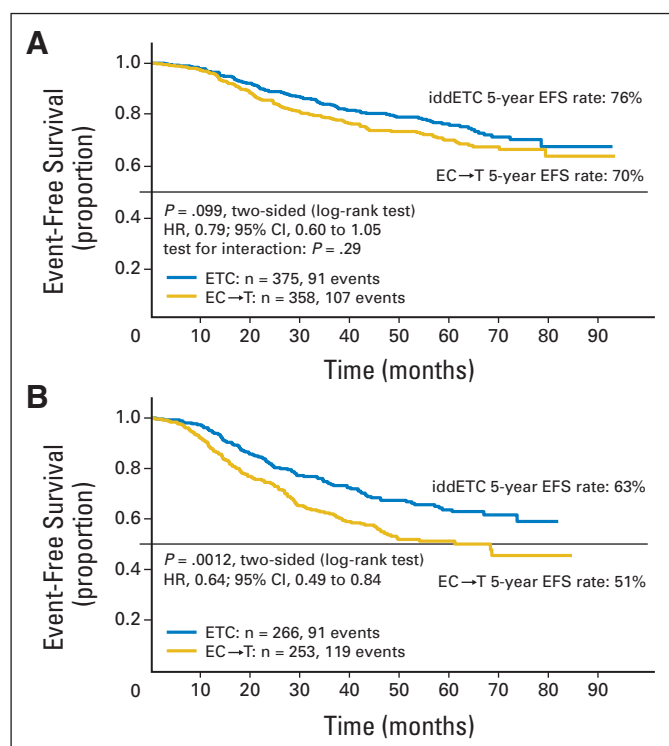 A
Event-Free Survival
(proportion)
1.0
0.8
0.6
0.4
0.2
iddETC 5-year EFS rate: 76%
EC→T 5-year EFS rate: 70%
P = .099, two-sided (log-rank test)
HR, 0.79; 95% CI, 0.60 to 1.05
test for interaction: P = .29
ETC: n = 375, 91 events
EC→T: n = 358, 107 events
0 10 20 30 40 50 60 70 80 90
Time (months)
B
Event-Free Survival
(proportion)
1.0
0.8
0.6
0.4
0.2
iddETC 5-year EFS rate: 63%
P = .0012, two-sided (log-rank test)
HR, 0.64; 95% CI, 0.49 to 0.84
EC→T 5-year EFS rate: 51%
ETC: n = 266, 91 events
EC→T: n = 253, 119 events
0 10 20 30 40 50 60 70 80 90
Time (months)